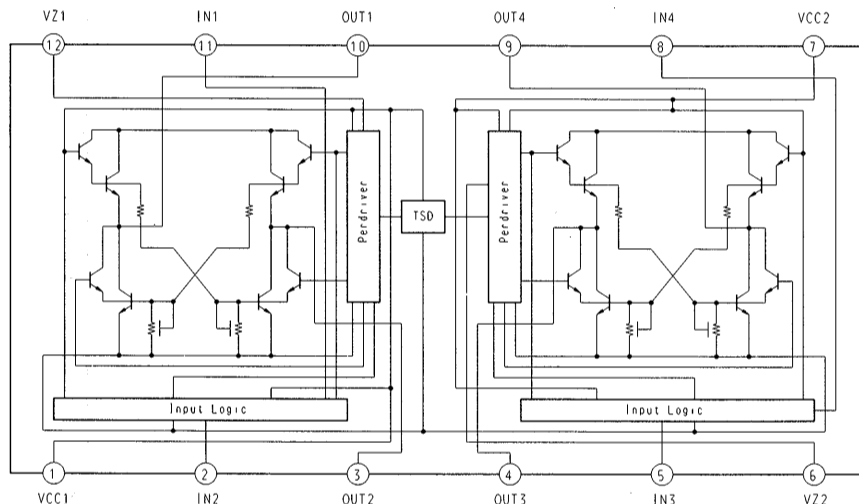 VZ1 IN1 OUT1 OUT4 IN4 VCC2
12 11 10 9 8 7
Perdriver
TSD
Perdriver
Input Logic
Input Logic
1 2 3 4 5 6
VCC1 IN2 OUT2 OUT3 IN3 VZ2